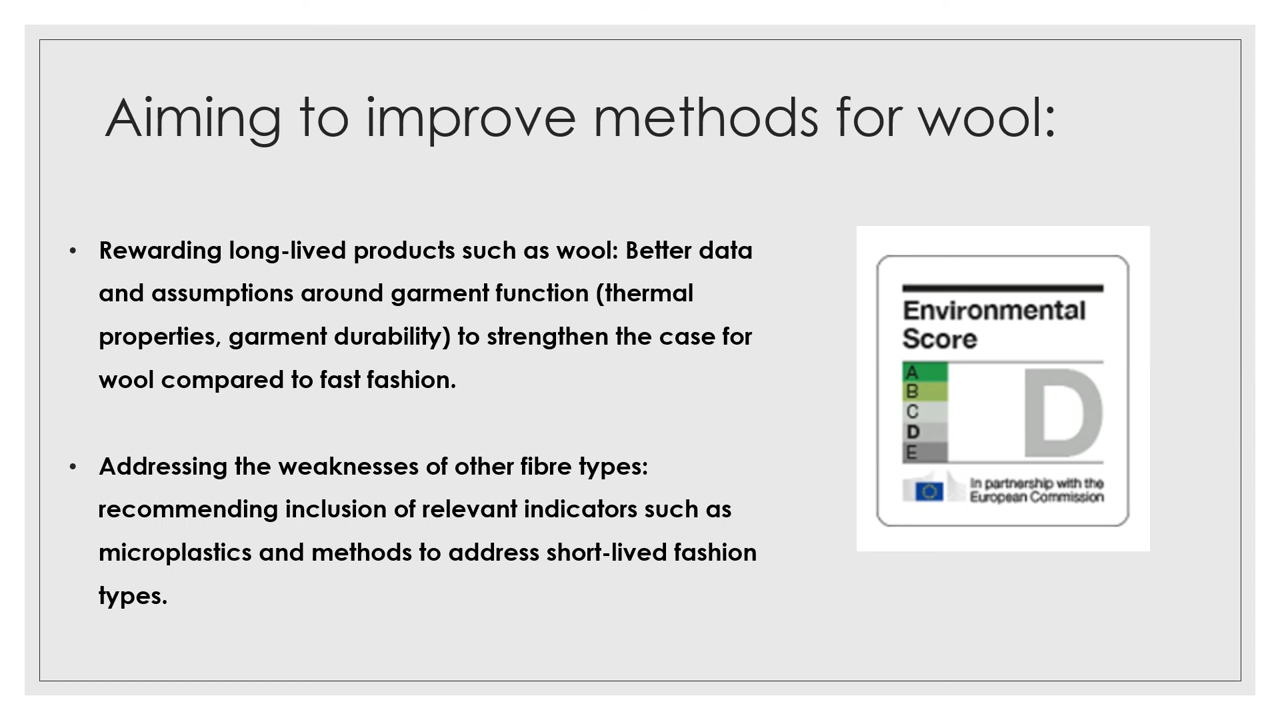 Aiming to improve methods for wool:
• Rewarding long-lived products such as wool: Better data
and assumptions around garment function (thermal
properties, garment durability) to strengthen the case for
wool compared to fast fashion.
• Addressing the weaknesses of other fibre types:
recommending inclusion of relevant indicators such as
microplastics and methods to address short-lived fashion
types.
Environmental
Score
A
B
C
D
E
D
In partnership with the
European Commission